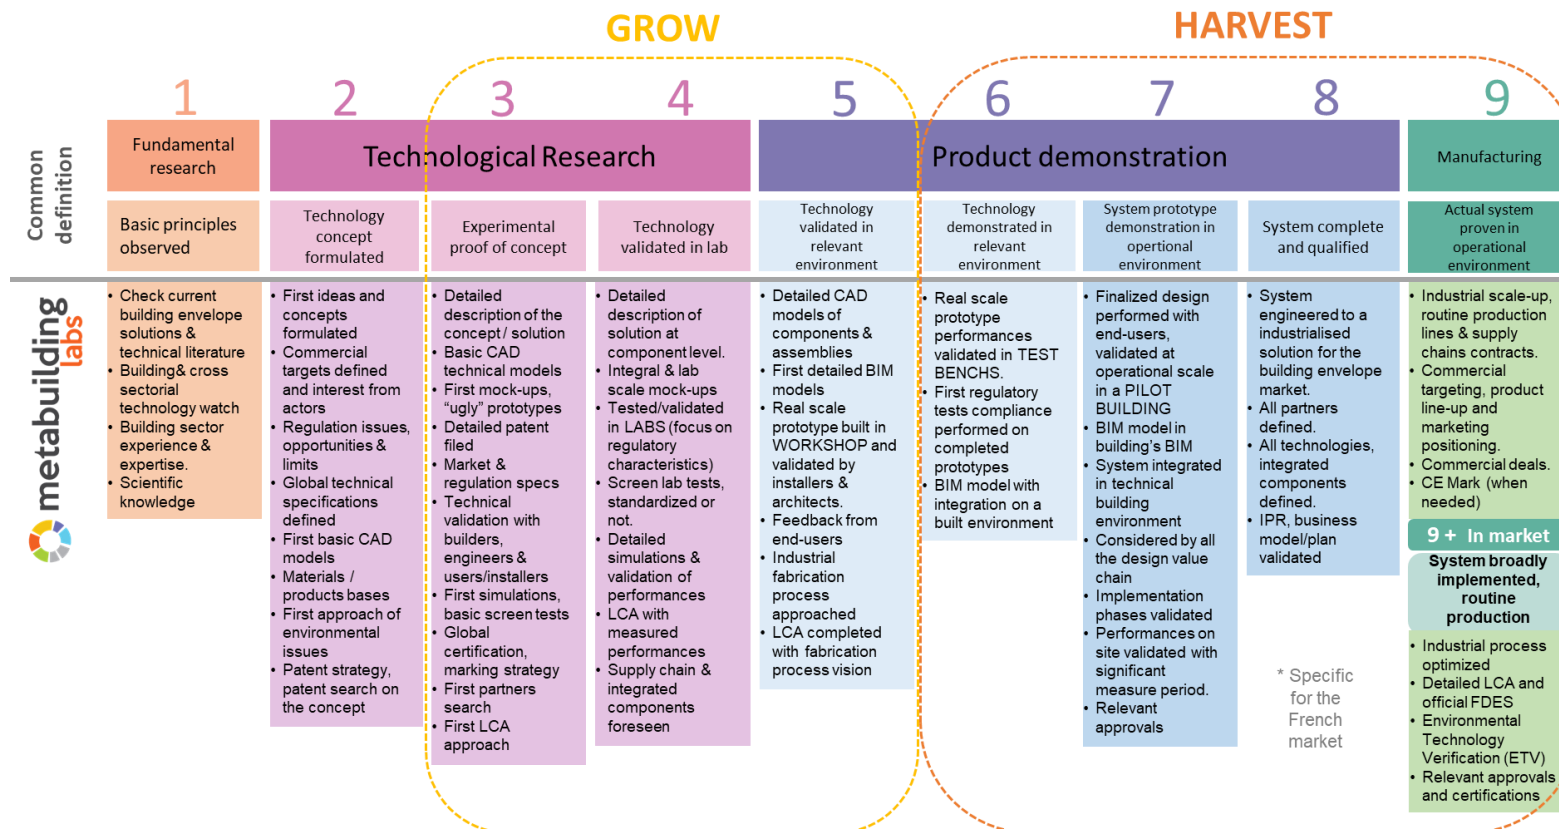 GROW
HARVEST
1
2
3
4
5
6
7
8
9
Common
definition
Fundamental
research
Technological Research
Product demonstration
Manufacturing
Basic principles
observed
Technology
concept
formulated
Experimental
proof of concept
Technology
validated in lab
Technology
validated in
relevant
environment
Technology
demonstrated in
relevant
environment
System prototype
demonstration in
opertional
environment
System complete
and qualified
Actual system
proven in
operational
environment
metabuilding
labs
• Check current
building envelope
solutions &
technical literature
• Building& cross
sectorial
technology watch
• Building sector
experience &
expertise.
• Scientific
knowledge
• First ideas and
concepts
formulated
• Commercial
targets defined
and interest from
actors
• Regulation issues,
opportunities &
limits
• Global technical
specifications
defined
• First basic CAD
models
• Materials /
products bases
• First approach of
environmental
issues
• Patent strategy,
patent search on
the concept
• Detailed
description of the
concept / solution
• Basic CAD
technical models
• First mock-ups,
“ugly” prototypes
• Detailed patent
filed
• Market &
regulation specs
• Technical
validation with
builders,
engineers &
users/installers
• First simulations,
basic screen tests
• Global
certification,
marking strategy
• First partners
search
• First LCA
approach
• Detailed
description of
solution at
component level.
• Integral & lab
scale mock-ups
• Tested/validated
in LABS (focus on
regulatory
characteristics)
• Screen lab tests,
standardized or
not.
• Detailed
simulations &
validation of
performances
• LCA with
measured
performances
• Supply chain &
integrated
components
foreseen
• Detailed CAD
models of
components &
assemblies
• First detailed BIM
models
• Real scale
prototype built in
WORKSHOP and
validated by
installers &
architects.
• Feedback from
end-users
• Industrial
fabrication
process
approached
• LCA completed
with fabrication
process vision
• Real scale
prototype
performances
validated in TEST
BENCHS.
• First regulatory
tests compliance
performed on
completed
prototypes
• BIM model with
integration on a
built environment
• Finalized design
performed with
end-users,
validated at
operational scale
in a PILOT
BUILDING
• BIM model in
building’s BIM
• System integrated
in technical
building
environment
• Considered by all
the design value
chain
• Implementation
phases validated
• Performances on
site validated with
significant
measure period.
• Relevant
approvals
• System
engineered to a
industrialised
solution for the
building envelope
market.
• All partners
defined.
• All technologies,
integrated
components
defined.
• IPR, business
model/plan
validated
* Specific
for the
French
market
• Industrial scale-up,
routine production
lines & supply
chains contracts.
• Commercial
targeting, product
line-up and
marketing
positioning.
• Commercial deals.
• CE Mark (when
needed)
9 + In market
System broadly
implemented,
routine
production
• Industrial process
optimized
• Detailed LCA and
official FDES
• Environmental
Technology
Verification (ETV)
• Relevant approvals
and certifications